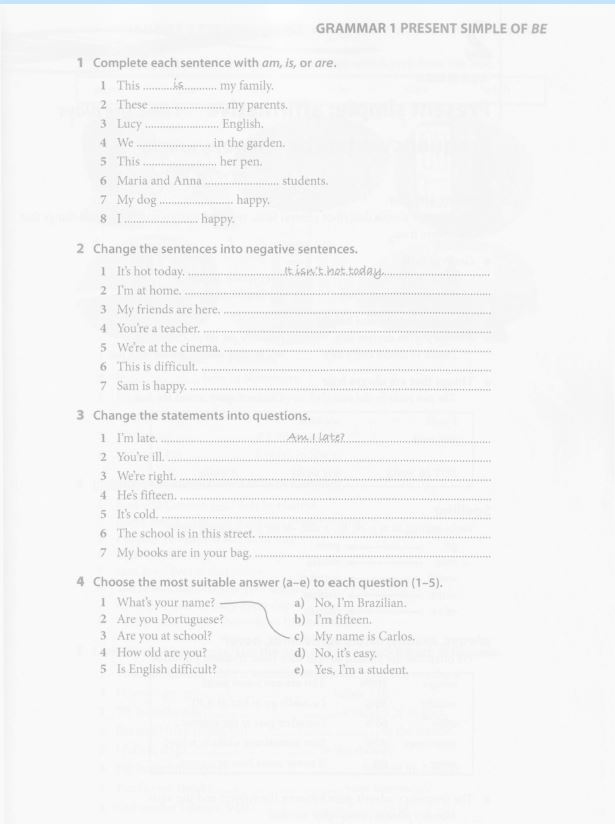 GRAMMAR 1 PRESENT SIMPLE OF BE
1 Complete each sentence with am, is, or are.
1 This ...........is........... my family.
2 These ......................... my parents.
3 Lucy ......................... English.
4 We ......................... in the garden.
5 This ......................... her pen.
6 Maria and Anna ......................... students.
7 My dog ......................... happy.
8 I ......................... happy.
2 Change the sentences into negative sentences.
1 It's hot today. ................................It isn't hot today.....................................
2 I'm at home. .....................................................................................................
3 My friends are here. .....................................................................................................
4 You're a teacher. .....................................................................................................
5 We're at the cinema. .....................................................................................................
6 This is difficult. .....................................................................................................
7 Sam is happy. .....................................................................................................
3 Change the statements into questions.
1 I'm late. ...........................................Am I late?................................................
2 You're ill. .....................................................................................................
3 We're right. .....................................................................................................
4 He's fifteen. .....................................................................................................
5 It's cold. .....................................................................................................
6 The school is in this street. ..............................................................................
7 My books are in your bag. ...............................................................................
4 Choose the most suitable answer (a–e) to each question (1–5).
1 What's your name? a) No, I'm Brazilian.
2 Are you Portuguese? b) I'm fifteen.
3 Are you at school? c) My name is Carlos.
4 How old are you? d) No, it's easy.
5 Is English difficult? e) Yes, I'm a student.